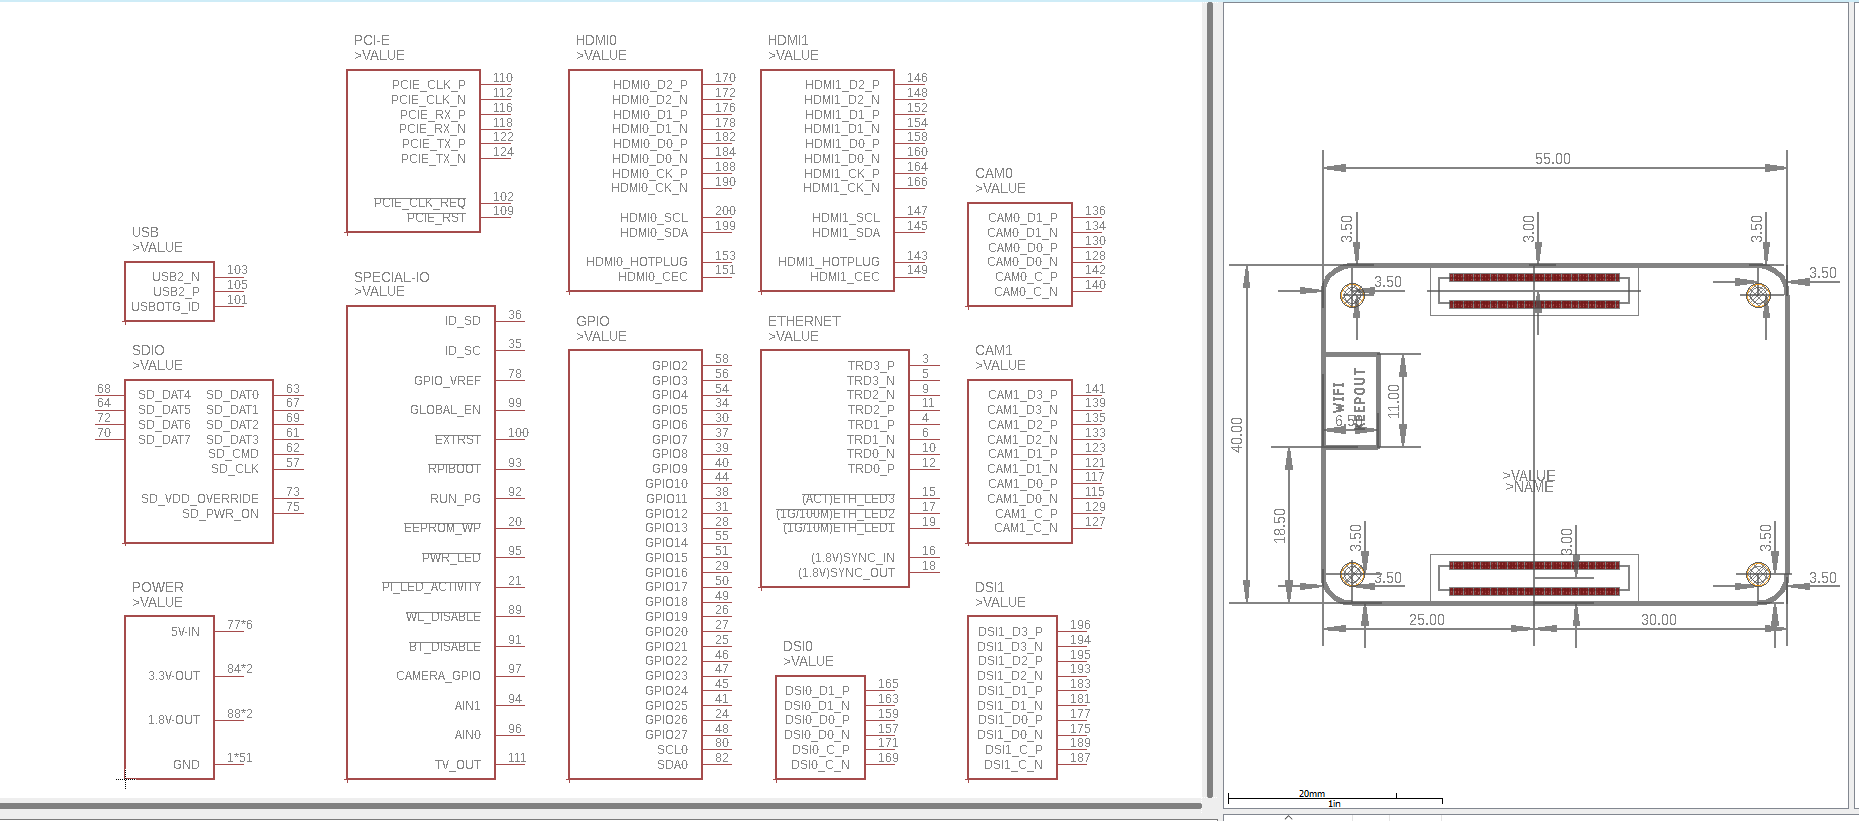 PCI-E
>VALUE
PCIE_CLK_P 110
PCIE_CLK_N 112
PCIE_RX_P 116
PCIE_RX_N 118
PCIE_TX_P 122
PCIE_TX_N 124
PCIE_CLK_REQ 102
PCIE_RST 109
HDMI0
>VALUE
HDMI0_D2_P 170
HDMI0_D2_N 172
HDMI0_D1_P 176
HDMI0_D1_N 178
HDMI0_D0_P 182
HDMI0_D0_N 184
HDMI0_CK_P 188
HDMI0_CK_N 190
HDMI0_SCL 200
HDMI0_SDA 199
HDMI0_HOTPLUG 153
HDMI0_CEC 151
HDMI1
>VALUE
HDMI1_D2_P 146
HDMI1_D2_N 148
HDMI1_D1_P 152
HDMI1_D1_N 154
HDMI1_D0_P 158
HDMI1_D0_N 160
HDMI1_CK_P 164
HDMI1_CK_N 166
HDMI1_SCL 147
HDMI1_SDA 145
HDMI1_HOTPLUG 143
HDMI1_CEC 149
CAM0
>VALUE
CAM0_D1_P 136
CAM0_D1_N 134
CAM0_D0_P 130
CAM0_D0_N 128
CAM0_C_P 142
CAM0_C_N 140
USB
>VALUE
USB2_N 103
USB2_P 105
USBOTG_ID 101
SDIO
>VALUE
68 SD_DAT4 SD_DAT0 63
64 SD_DAT5 SD_DAT1 67
72 SD_DAT6 SD_DAT2 69
70 SD_DAT7 SD_DAT3 61
SD_CMD 62
SD_CLK 57
SD_VDD_OVERRIDE 73
SD_PWR_ON 75
POWER
>VALUE
5V-IN 77*6
3.3V-OUT 84*2
1.8V-OUT 88*2
GND 1*51
SPECIAL-IO
>VALUE
ID_SD 36
ID_SC 35
GPIO_VREF 78
GLOBAL_EN 99
EXTRST 100
RPIBOOT 93
RUN_PG 92
EEPROM_WP 20
PWR_LED 95
PI_LED_ACTIVITY 21
WL_DISABLE 89
BT_DISABLE 91
CAMERA_GPIO 97
AIN1 94
AIN0 96
TV_OUT 111
GPIO
>VALUE
GPIO2 58
GPIO3 56
GPIO4 54
GPIO5 34
GPIO6 30
GPIO7 37
GPIO8 39
GPIO9 40
GPIO10 44
GPIO11 38
GPIO12 31
GPIO13 28
GPIO14 55
GPIO15 51
GPIO16 29
GPIO17 50
GPIO18 49
GPIO19 26
GPIO20 27
GPIO21 25
GPIO22 46
GPIO23 47
GPIO24 45
GPIO25 41
GPIO26 24
GPIO27 48
SCL0 80
SDA0 82
ETHERNET
>VALUE
TRD3_P 3
TRD3_N 5
TRD2_N 9
TRD2_P 11
TRD1_P 4
TRD1_N 6
TRD0_N 10
TRD0_P 12
(ACT)ETH_LED3 15
(1G/100M)ETH_LED2 17
(1G/10M)ETH_LED1 19
(1.8V)SYNC_IN 16
(1.8V)SYNC_OUT 18
DSI0
>VALUE
DSI0_D1_P 165
DSI0_D1_N 163
DSI0_D0_P 159
DSI0_D0_N 157
DSI0_C_P 171
DSI0_C_N 169
CAM1
>VALUE
CAM1_D3_P 141
CAM1_D3_N 139
CAM1_D2_P 135
CAM1_D2_N 133
CAM1_D1_P 123
CAM1_D1_N 121
CAM1_D0_P 117
CAM1_D0_N 115
CAM1_C_P 129
CAM1_C_N 127
DSI1
>VALUE
DSI1_D3_P 196
DSI1_D3_N 194
DSI1_D2_P 195
DSI1_D2_N 193
DSI1_D1_P 183
DSI1_D1_N 181
DSI1_D0_P 177
DSI1_D0_N 175
DSI1_C_P 189
DSI1_C_N 187
55.00
3.50
3.00
3.50
3.50
3.50
WIFI
KEEPOUT
11.00
40.00
>VALUE
>NAME
18.50
3.50
3.00
3.50
3.50
3.50
25.00
30.00
20mm
1in